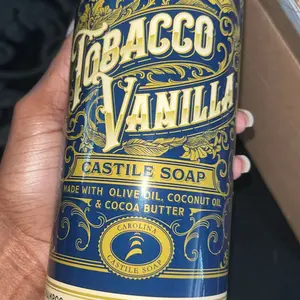 TOBACCO
VANILLA
CASTILE SOAP
MADE WITH OLIVE OIL, COCONUT OIL
& COCOA BUTTER
CAROLINA
CASTILE SOAP